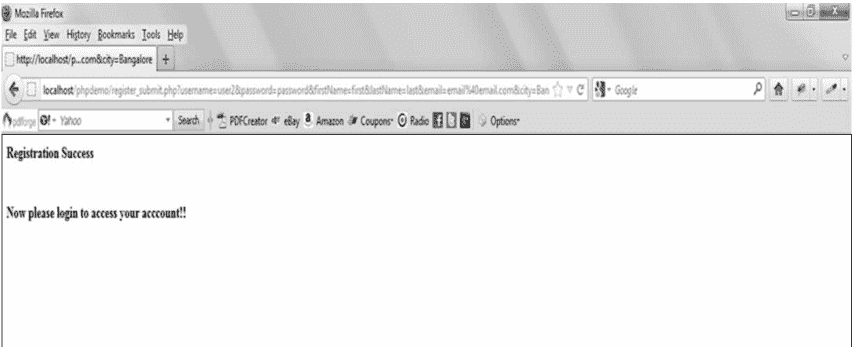 Mozilla Firefox
File Edit View History Bookmarks Tools Help
http://localhost/p...com&city=Bangalore +
localhost/phpdemo/register_submit.php?username=user2&password=password&firstName=first&lastName=last&email=email%40email.com&city=Ban Google
pdfforge Yahoo Search PDFCreator eBay Amazon Coupons Radio Options
Registration Success
Now please login to access your acccount!!